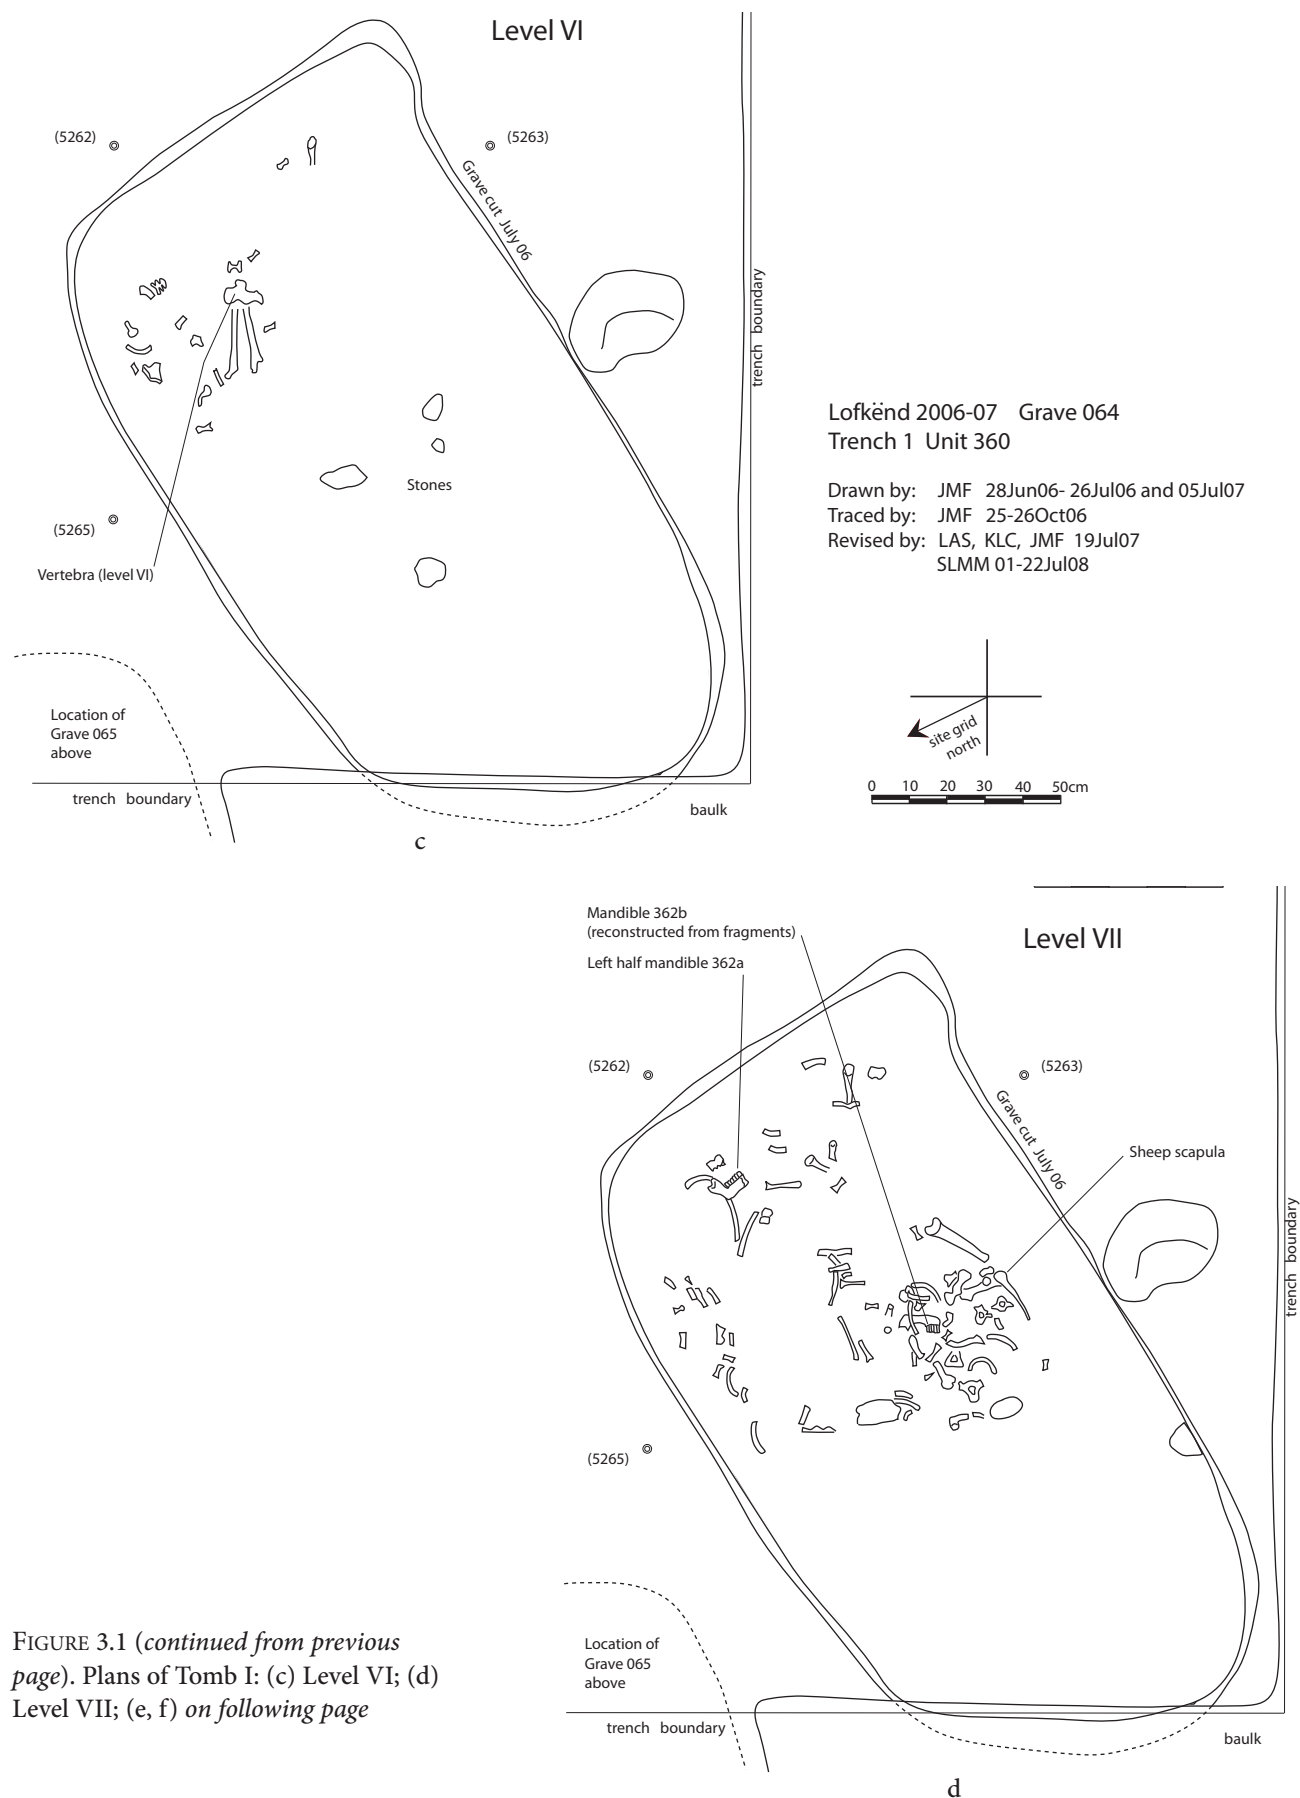 Level VI
(5262)
(5263)
Grave cut July 06
trench boundary
Stones
(5265)
Vertebra (level VI)
Location of
Grave 065
above
trench boundary
baulk
c
Lofkënd 2006-07 Grave 064
Trench 1 Unit 360
Drawn by: JMF 28Jun06- 26Jul06 and 05Jul07
Traced by: JMF 25-26Oct06
Revised by: LAS, KLC, JMF 19Jul07
SLMM 01-22Jul08
site grid
north
0 10 20 30 40 50cm
Mandible 362b
(reconstructed from fragments)
Left half mandible 362a
Level VII
(5262)
(5263)
Grave cut July 06
Sheep scapula
trench boundary
(5265)
Location of
Grave 065
above
trench boundary
baulk
d
FIGURE 3.1 (continued from previous
page). Plans of Tomb I: (c) Level VI; (d)
Level VII; (e, f) on following page